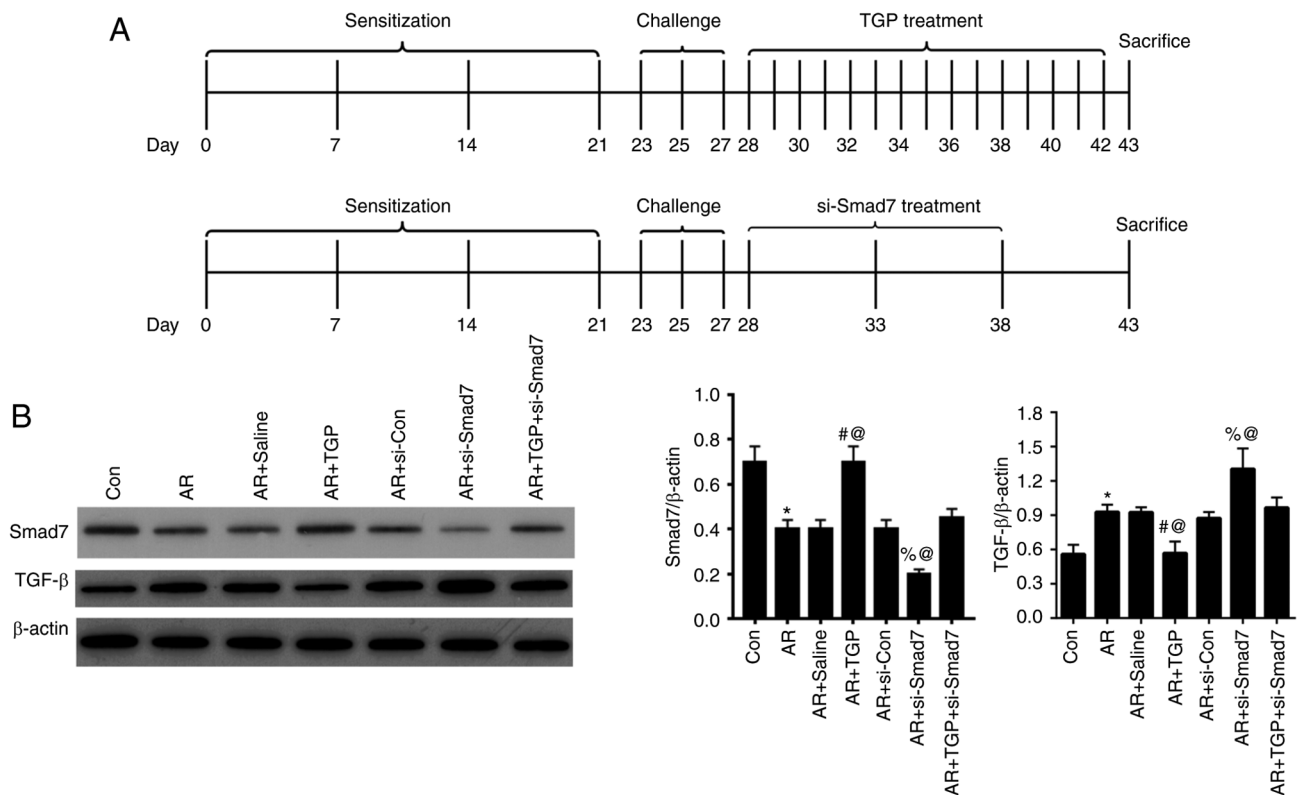 A
Sensitization Challenge TGP treatment Sacrifice
Day 0 7 14 21 23 25 27 28 30 32 34 36 38 40 42 43
Sensitization Challenge si-Smad7 treatment Sacrifice
Day 0 7 14 21 23 25 27 28 33 38 43
B
Con AR AR+Saline AR+TGP AR+si-Con AR+si-Smad7 AR+TGP+si-Smad7
Smad7
TGF-β
β-actin
Smad7/β-actin
1.0
0.8
0.6
0.4
0.2
0.0
*
#@
%@
Con AR AR+Saline AR+TGP AR+si-Con AR+si-Smad7 AR+TGP+si-Smad7
TGF-β/β-actin
1.8
1.5
1.2
0.9
0.6
0.3
0.0
*
#@
%@
Con AR AR+Saline AR+TGP AR+si-Con AR+si-Smad7 AR+TGP+si-Smad7